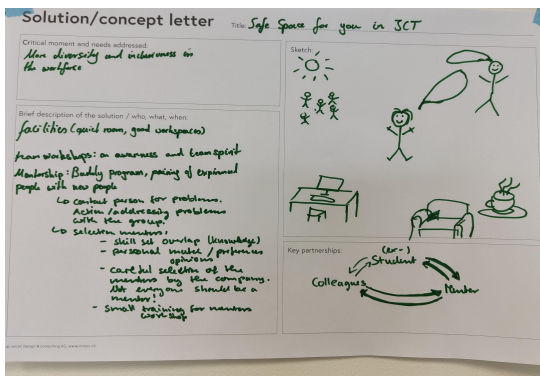 Solution/concept letter
Title: Safe Space for you in ICT
Critical moment and needs addressed:
More diversity and inclusiveness in
the workforce
Brief description of the solution / who, what, when:
facilities (quiet room, good workspaces)
team workshops: on awareness and team spirit
Mentorship: Buddy program, pairing of
people with new people
↳ contact person for problems.
Action / addressing problems
with the group.
↳ selection mentors:
- skill set overlap (knowledge)
- personal match / preferences
opinions
- careful selection of the
mentors by the company.
Not everyone should be a
mentor!
- small training for mentors
workshop
Sketch:
Key partnerships:
(ex-)
Student
Colleagues
Mentor